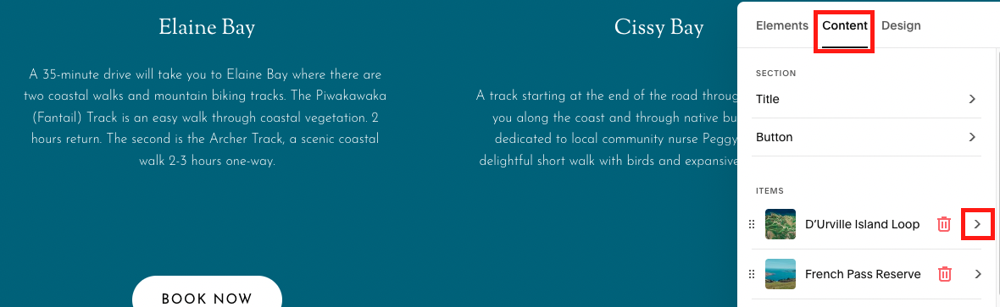 Elaine Bay
A 35-minute drive will take you to Elaine Bay where there are
two coastal walks and mountain biking tracks. The Piwakawaka
(Fantail) Track is an easy walk through coastal vegetation. 2
hours return. The second is the Archer Track, a scenic coastal
walk 2-3 hours one-way.
BOOK NOW
Cissy Bay
A track starting at the end of the road throug
you along the coast and through native bu
dedicated to local community nurse Peggy
delightful short walk with birds and expansive
Elements Content Design
SECTION
Title
Button
ITEMS
D'Urville Island Loop
French Pass Reserve